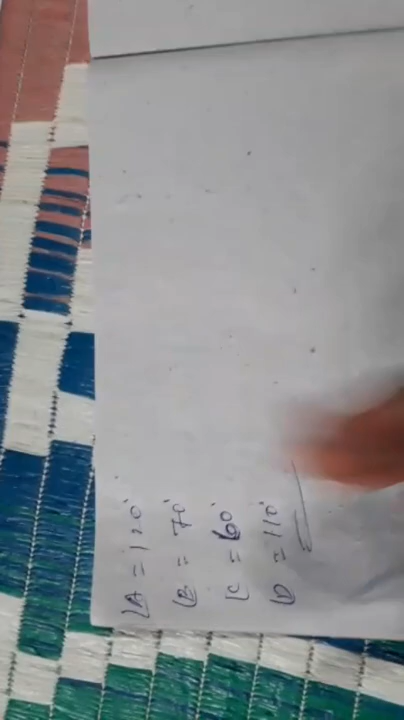 ∠A = 120°
∠B = 70°
∠C = 60°
∠D = 110°